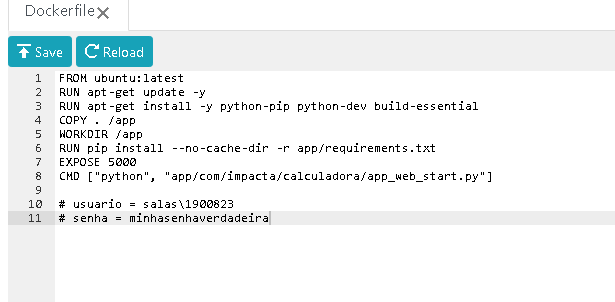 Dockerfile
Save Reload
1 FROM ubuntu:latest
2 RUN apt-get update -y
3 RUN apt-get install -y python-pip python-dev build-essential
4 COPY . /app
5 WORKDIR /app
6 RUN pip install --no-cache-dir -r app/requirements.txt
7 EXPOSE 5000
8 CMD ["python", "app/com/impacta/calculadora/app_web_start.py"]
9
10 # usuario = salas\1900823
11 # senha = minhasenhaverdadeira